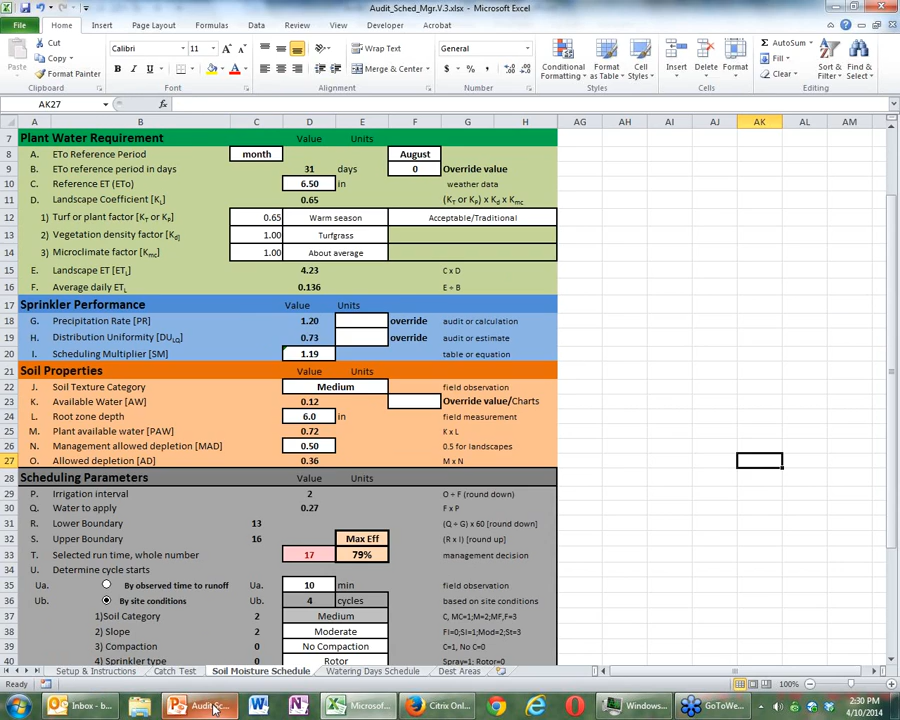 Audit_Sched_Mgr.V.3.xlsx - Microsoft Excel
File Home Insert Page Layout Formulas Data Review View Developer Acrobat
Cut
Copy
Format Painter
Paste
Clipboard
Calibri 11
B I U
Font
Wrap Text
Merge & Center
Alignment
General
$ % ,
Number
Conditional Formatting
Format as Table
Cell Styles
Styles
Insert Delete Format
Cells
AutoSum
Fill
Clear
Sort & Filter
Find & Select
Editing
AK27 fx
A B C D E F G H AG AH AI AJ AK AL AM
7 Plant Water Requirement Value Units
8 A. ETo Reference Period month August
9 B. ETo reference period in days 31 days 0 Override value
10 C. Reference ET (ETo) 6.50 in weather data
11 D. Landscape Coefficient [KL] 0.65 (KT or KP) x Kd x Kmc
12 1) Turf or plant factor [KT or KP] 0.65 Warm season Acceptable/Traditional
13 2) Vegetation density factor [Kd] 1.00 Turfgrass
14 3) Microclimate factor [Kmc] 1.00 About average
15 E. Landscape ET [ETL] 4.23 C x D
16 F. Average daily ETL 0.136 E ÷ B
17 Sprinkler Performance Value Units
18 G. Precipitation Rate [PR] 1.20 override audit or calculation
19 H. Distribution Uniformity [DULQ] 0.73 override audit or estimate
20 I. Scheduling Multiplier [SM] 1.19 table or equation
21 Soil Properties Value Units
22 J. Soil Texture Category Medium field observation
23 K. Available Water [AW] 0.12 Override value/Charts
24 L. Root zone depth 6.0 in field measurement
25 M. Plant available water [PAW] 0.72 K x L
26 N. Management allowed depletion [MAD] 0.50 0.5 for landscapes
27 O. Allowed depletion [AD] 0.36 M x N
28 Scheduling Parameters Value Units
29 P. Irrigation interval 2 O ÷ F (round down)
30 Q. Water to apply 0.27 F x P
31 R. Lower Boundary 13 (Q ÷ G) x 60 [round down]
32 S. Upper Boundary 16 Max Eff (R x I) [round up]
33 T. Selected run time, whole number 17 79% management decision
34 U. Determine cycle starts
35 Ua. By observed time to runoff Ua. 10 min field observation
36 Ub. By site conditions Ub. 4 cycles based on site conditions
37 1)Soil Category 2 Medium C, MC=1;M=2;MF,F=3
38 2) Slope 2 Moderate Fl=0;Sl=1;Mod=2;St=3
39 3) Compaction 0 No Compaction C=1, No C=0
40 4) Sprinkler type 0 Rotor Spray=1; Rotor=0
Setup & Instructions Catch Test Soil Moisture Schedule Watering Days Schedule Dest Areas
Ready 100%
Inbox - b... Audit Sc... Microsof... Citrix Onl... Windows... GoToWe...
2:30 PM
4/10/2014